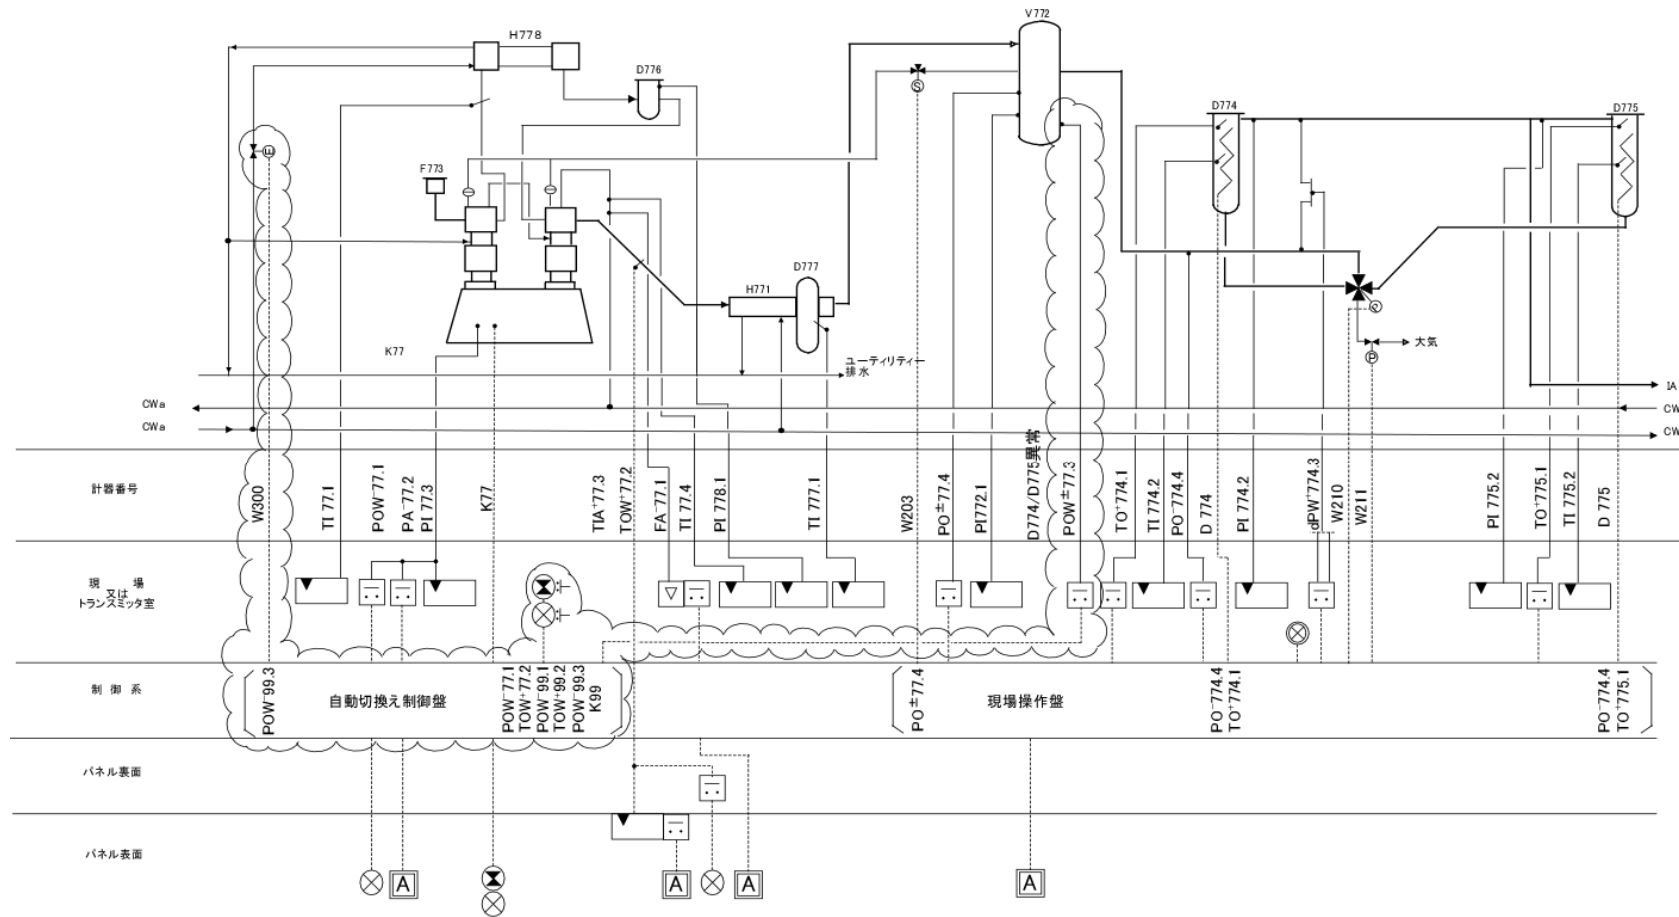 V772
H778
D776
D774
D775
E
S
F773
D777
H771
P
K77
大気
P
ユーティリティー
排水
IA
CWa
CW
CWa
CW
計器番号
W300
TI 77.1
POW⁻77.1
PA⁻77.2
PI 77.3
K77
TIA⁺77.3
TOW⁺77.2
FA⁻77.1
TI 77.4
PI 778.1
TI 777.1
W203
PO±77.4
PI772.1
D774/D775異常
POW±77.3
TO⁺774.1
TI 774.2
PO⁻774.4
D 774
PI 774.2
dPW⁺774.3
W210
W211
PI 775.2
TO⁺775.1
TI 775.2
D 775
現 場
又は
トランスミッタ室
制 御 系
POW⁻99.3
自動切換え制御盤
POW⁻77.1
TOW⁺77.2
POW⁻99.1
TOW⁺99.2
POW⁻99.3
K99
PO±77.4
現場操作盤
PO⁻774.4
TO⁺774.1
PO⁻774.4
TO⁺775.1
パネル裏面
パネル表面
A
A
A
A